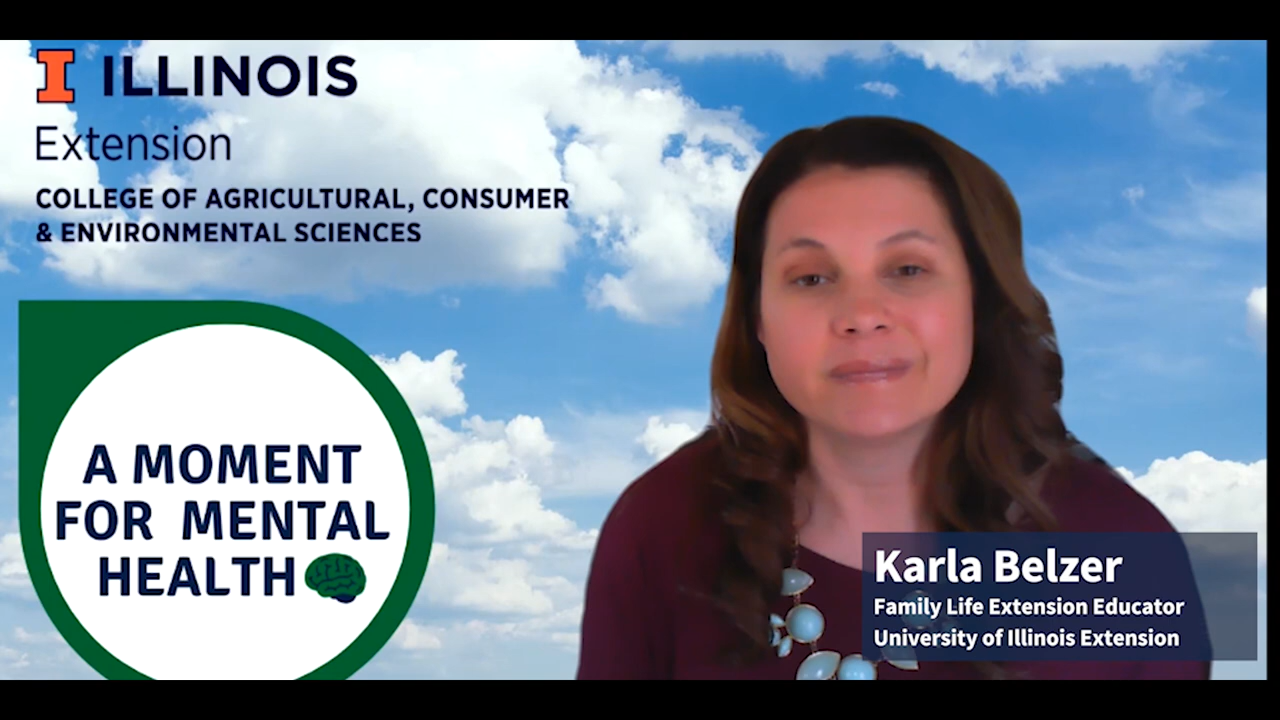 I ILLINOIS
Extension
COLLEGE OF AGRICULTURAL, CONSUMER
& ENVIRONMENTAL SCIENCES
A MOMENT
FOR MENTAL
HEALTH
Karla Belzer
Family Life Extension Educator
University of Illinois Extension